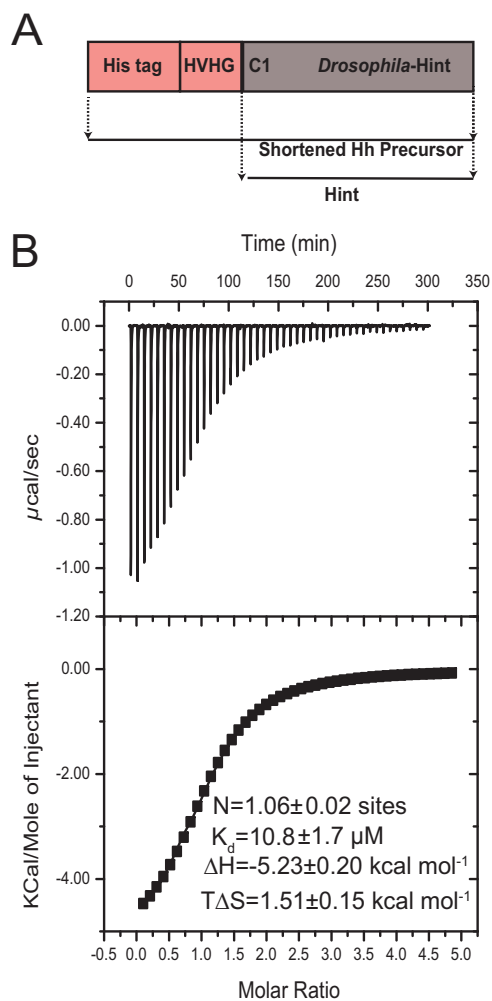 A
His tag HVHG C1 Drosophila-Hint
Shortened Hh Precursor
Hint
B
Time (min)
0 50 100 150 200 250 300 350
0.00
-0.20
-0.40
-0.60
-0.80
-1.00
-1.20
µcal/sec
0.00
-2.00
-4.00
KCal/Mole of Injectant
N=1.06±0.02 sites
Kd=10.8±1.7 µM
ΔH=-5.23±0.20 kcal mol-1
TΔS=1.51±0.15 kcal mol-1
-0.5 0.0 0.5 1.0 1.5 2.0 2.5 3.0 3.5 4.0 4.5 5.0
Molar Ratio